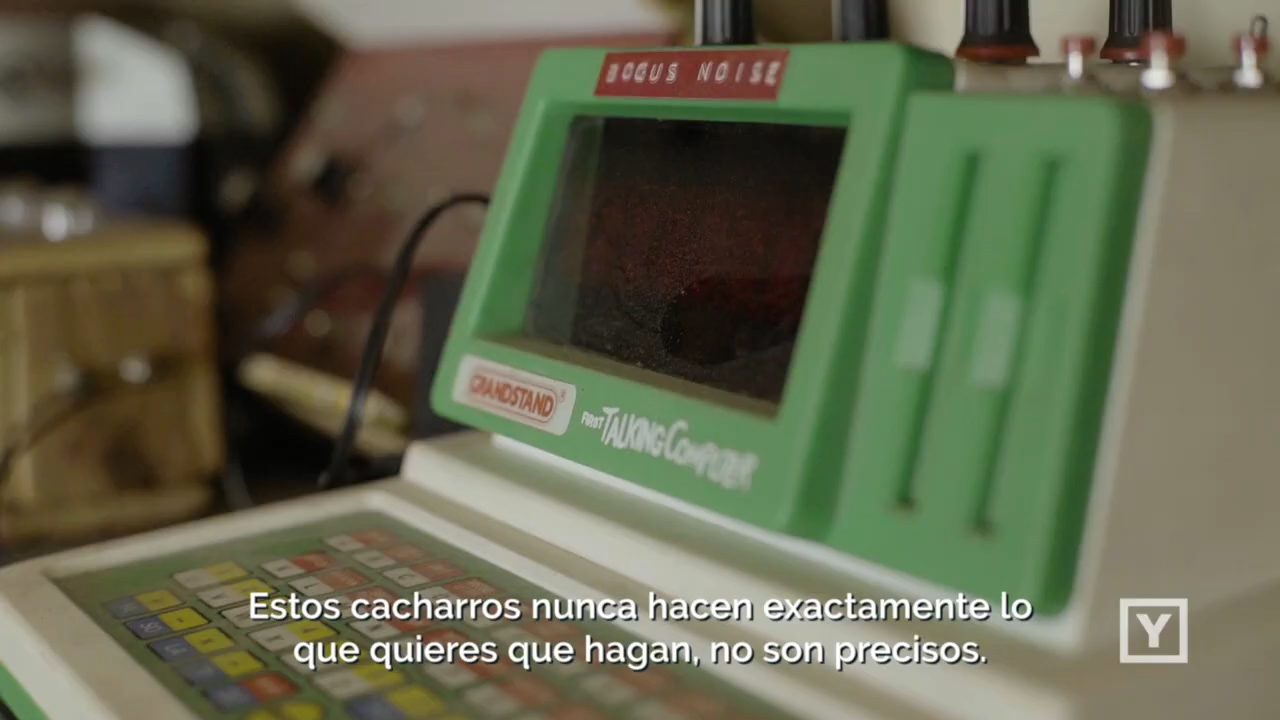 BOGUS NOISE
GRANDSTAND®
FIRST TALKING COMPUTER
Estos cacharros nunca hacen exactamente lo
que quieres que hagan, no son precisos.
Y